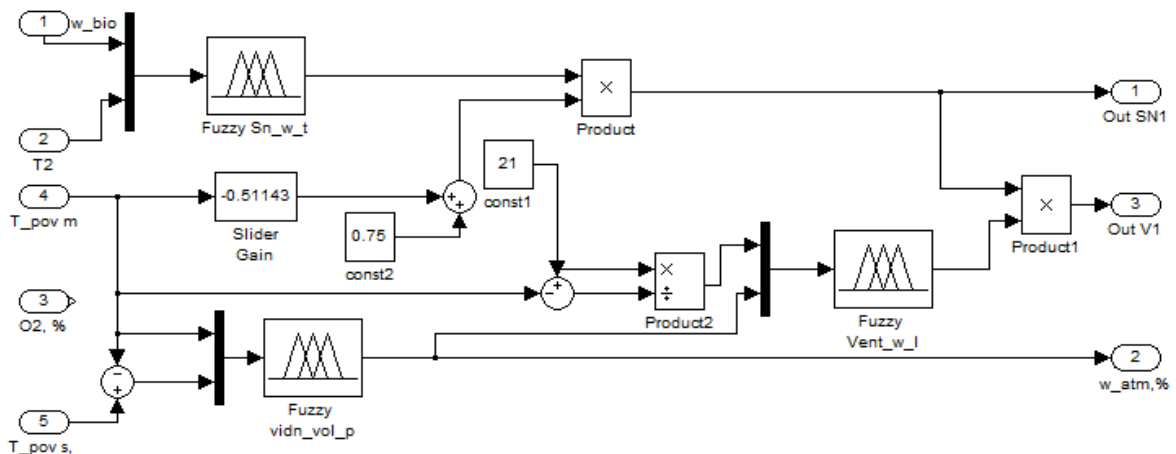 1
w_bio
2
T2
Fuzzy Sn_w_t
×
Product
1
Out SN1
4
T_pov m
-0.51143
Slider
Gain
+
+
21
const1
0.75
const2
×
Product1
3
Out V1
3
O2, %
−
+
×
÷
Product2
Fuzzy
Vent_w_I
−
+
Fuzzy
vidn_vol_p
2
w_atm,%
5
T_pov s,